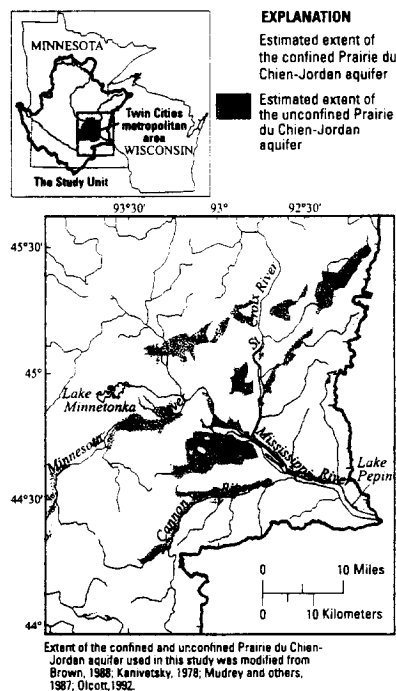 EXPLANATION
MINNESOTA
Estimated extent of
the confined Prairie du
Chien-Jordan aquifer
Twin Cities
metropolitan
area
WISCONSIN
Estimated extent of
the unconfined Prairie
du Chien-Jordan
aquifer
The Study Unit
93°30' 93° 92°30'
45°30'
St Croix River
45°
Lake
Minnetonka
Minnesota River
Mississippi River
Lake
Pepin
44°30'
Cannon River
0 10 Miles
0 10 Kilometers
44°
Extent of the confined and unconfined Prairie du Chien-
Jordan aquifer used in this study was modified from
Brown, 1988; Kanivetsky, 1978; Mudrey and others,
1987; Olcott,1992.